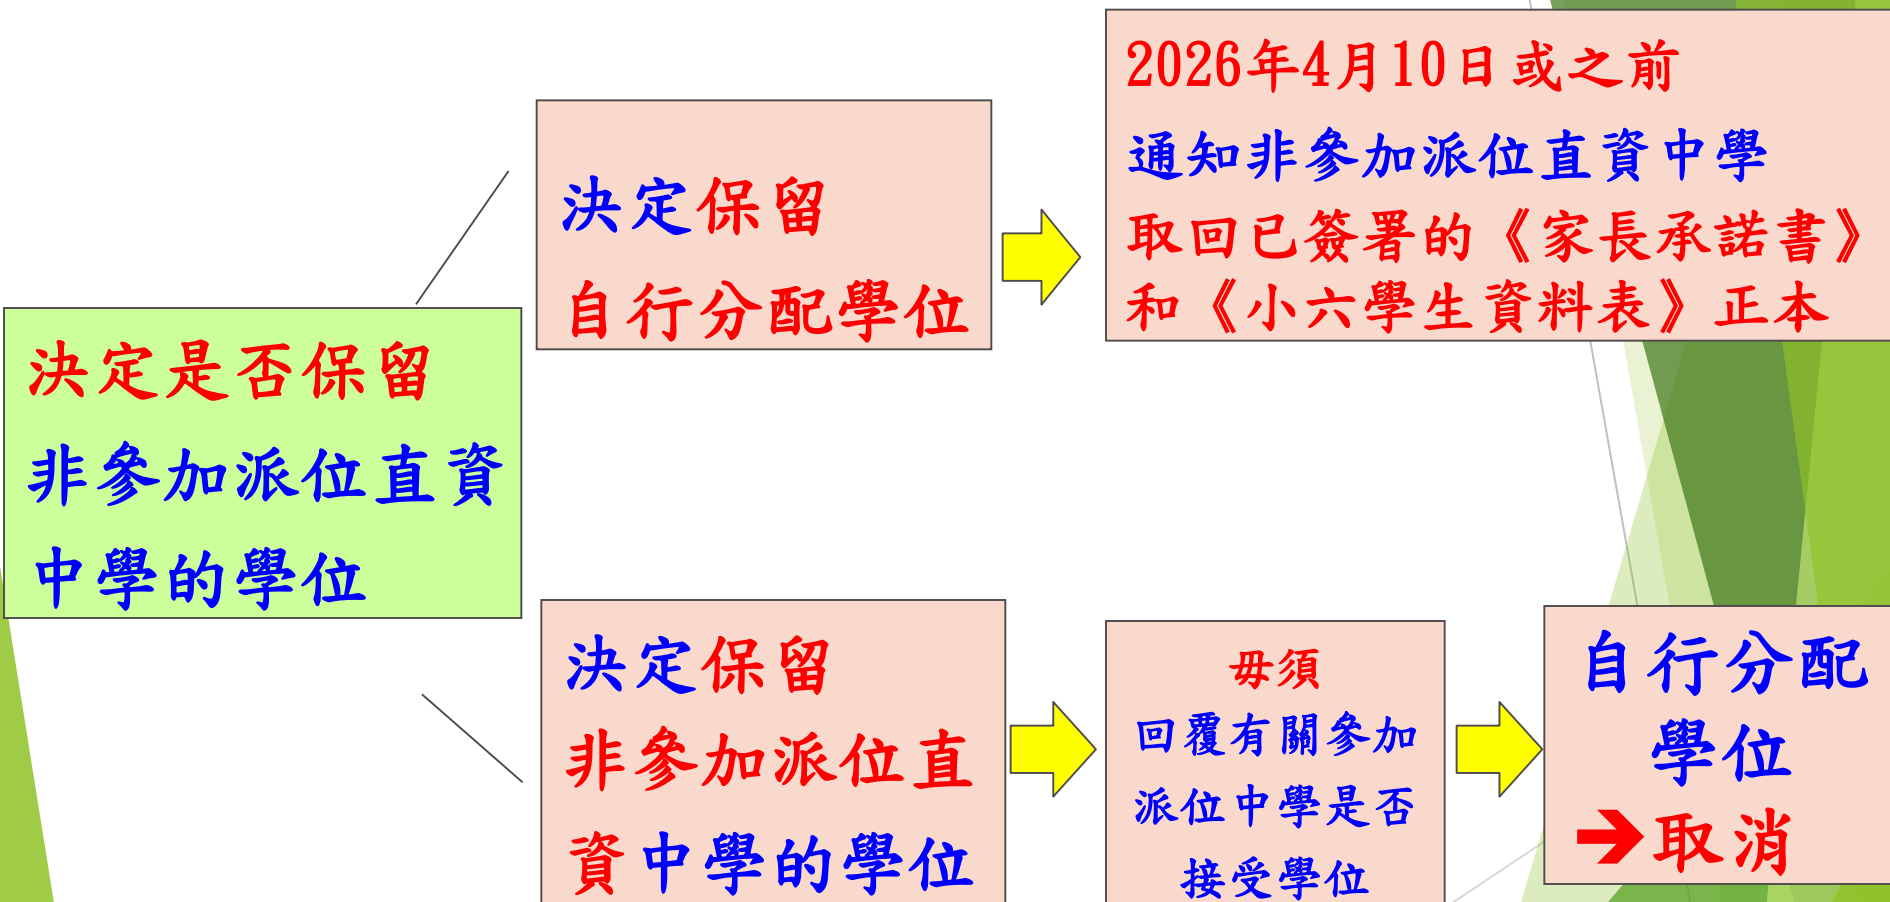 決定是否保留
非參加派位直資
中學的學位
決定保留
自行分配學位
2026年4月10日或之前
通知非參加派位直資中學
取回已簽署的《家長承諾書》
和《小六學生資料表》正本
決定保留
非參加派位直
資中學的學位
毋須
回覆有關參加
派位中學是否
接受學位
自行分配
學位
➔取消